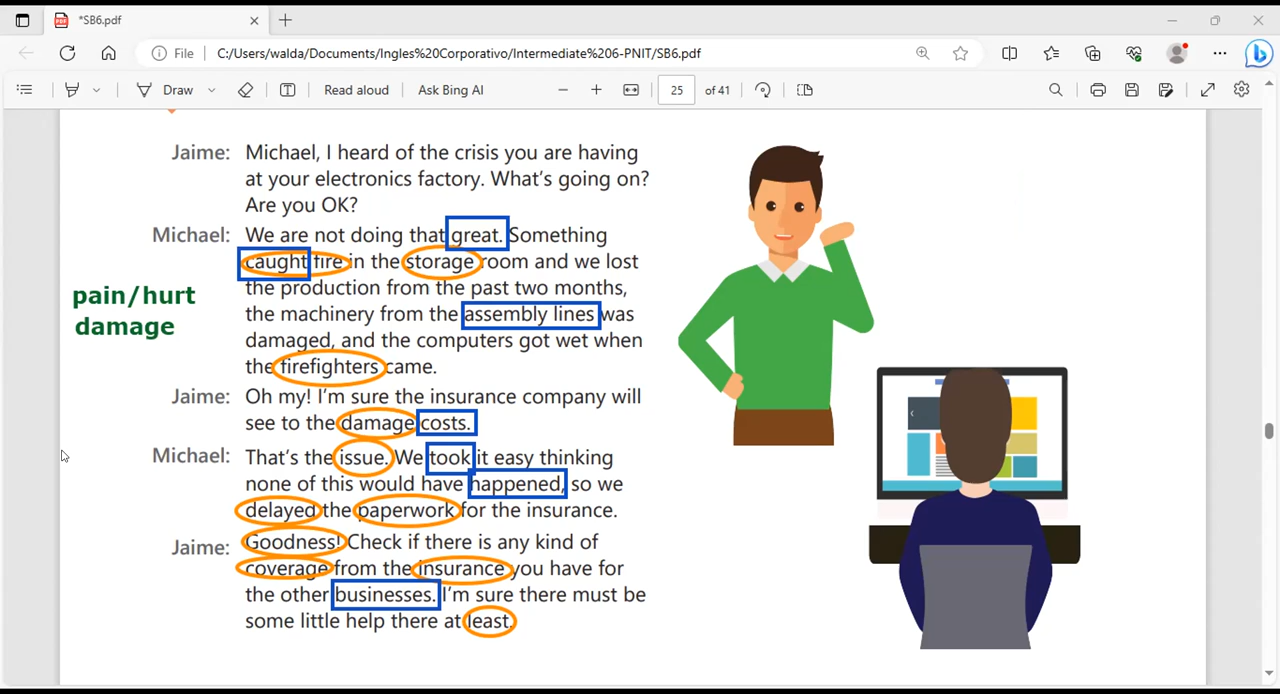 *SB6.pdf
File C:/Users/walda/Documents/Ingles%20Corporativo/Intermediate%206-PNIT/SB6.pdf
Draw Read aloud Ask Bing AI 25 of 41
Jaime: Michael, I heard of the crisis you are having
at your electronics factory. What's going on?
Are you OK?
Michael: We are not doing that great. Something
caught fire in the storage room and we lost
the production from the past two months,
the machinery from the assembly lines was
damaged, and the computers got wet when
the firefighters came.
pain/hurt
damage
Jaime: Oh my! I'm sure the insurance company will
see to the damage costs.
Michael: That's the issue. We took it easy thinking
none of this would have happened, so we
delayed the paperwork for the insurance.
Jaime: Goodness! Check if there is any kind of
coverage from the insurance you have for
the other businesses. I'm sure there must be
some little help there at least.